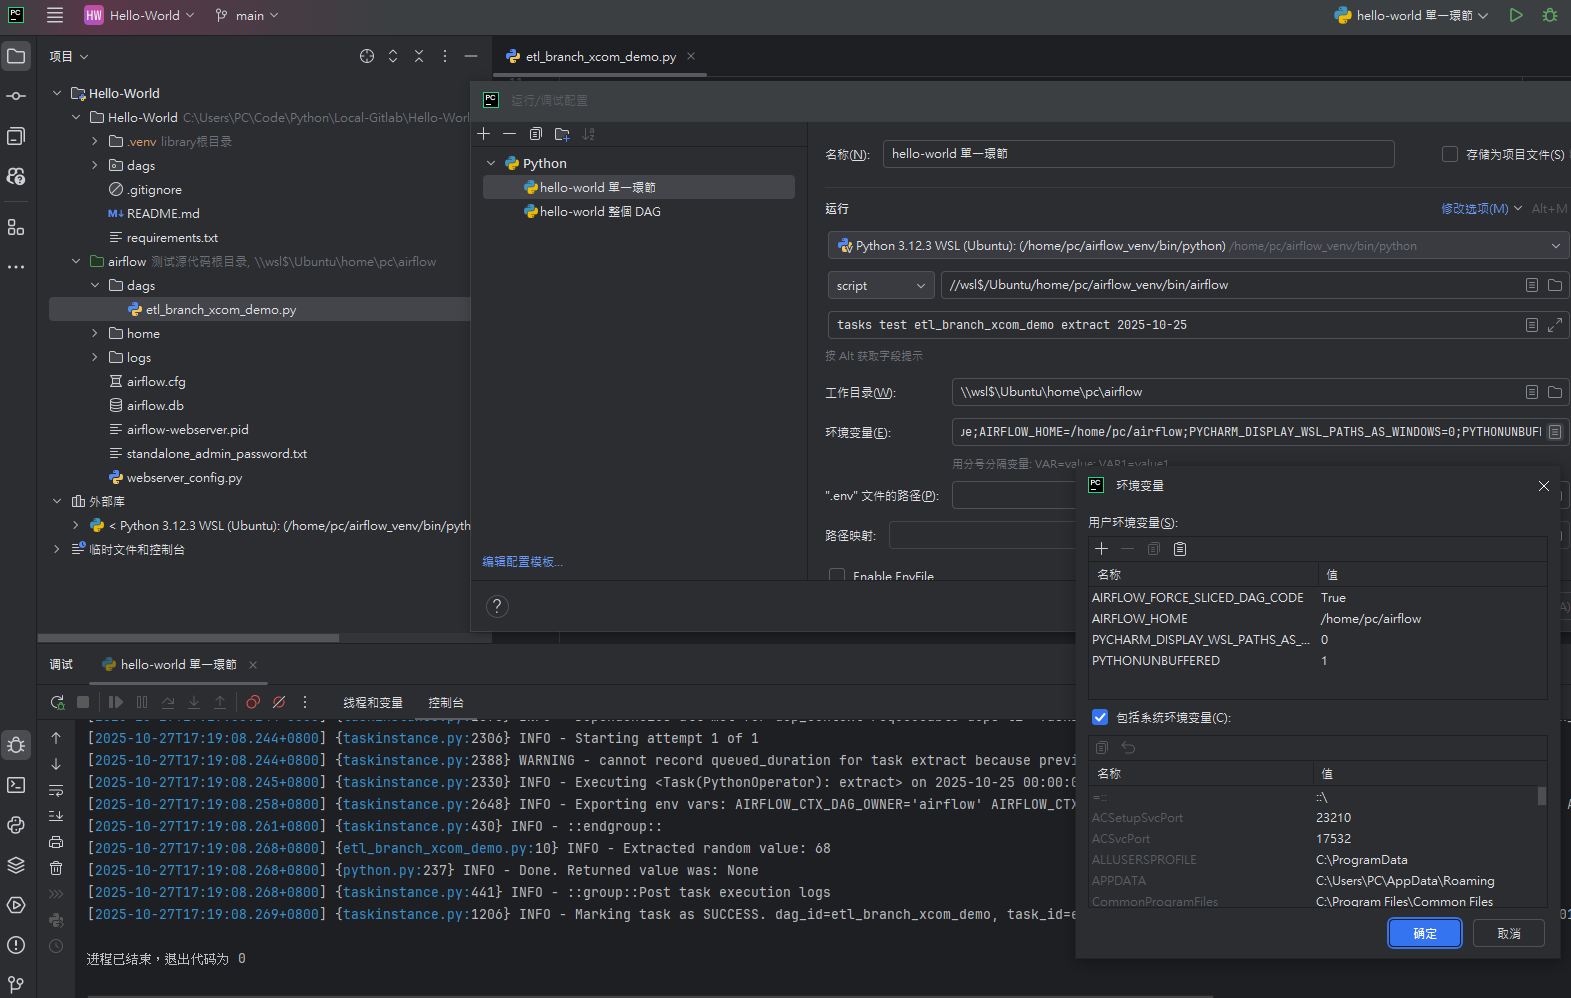 PC
HW
Hello-World
main
hello-world 單一環節
项目
etl_branch_xcom_demo.py
Hello-World
Hello-World C:\Users\PC\Code\Python\Local-Gitlab\Hello-Worl
.venv library根目录
dags
.gitignore
M↓ README.md
requirements.txt
airflow 测试源代码根目录, \\wsl$\Ubuntu\home\pc\airflow
dags
etl_branch_xcom_demo.py
home
logs
airflow.cfg
airflow.db
airflow-webserver.pid
standalone_admin_password.txt
webserver_config.py
外部库
< Python 3.12.3 WSL (Ubuntu): (/home/pc/airflow_venv/bin/pyth
临时文件和控制台
PC
运行/调试配置
Python
hello-world 單一環節
hello-world 整個 DAG
编辑配置模板...
?
名称(N):
hello-world 單一環節
存储为项目文件(S)
运行
修改选项(M)
Alt+M
Python 3.12.3 WSL (Ubuntu): (/home/pc/airflow_venv/bin/python) /home/pc/airflow_venv/bin/python
script
//wsl$/Ubuntu/home/pc/airflow_venv/bin/airflow
tasks test etl_branch_xcom_demo extract 2025-10-25
按 Alt 获取字段提示
工作目录(W):
\\wsl$\Ubuntu\home\pc\airflow
环境变量(E):
ue;AIRFLOW_HOME=/home/pc/airflow;PYCHARM_DISPLAY_WSL_PATHS_AS_WINDOWS=0;PYTHONUNBUFF
用分号分隔变量: VAR=value; VAR1=value1
".env" 文件的路径(P):
路径映射:
Enable EnvFile
PC
环境变量
用户环境变量(S):
名称 值
AIRFLOW_FORCE_SLICED_DAG_CODE True
AIRFLOW_HOME /home/pc/airflow
PYCHARM_DISPLAY_WSL_PATHS_AS_... 0
PYTHONUNBUFFERED 1
包括系统环境变量(C):
名称 值
=:: ::\
ACSetupSvcPort 23210
ACSvcPort 17532
ALLUSERSPROFILE C:\ProgramData
APPDATA C:\Users\PC\AppData\Roaming
CommonProgramFiles C:\Program Files\Common Files
确定
取消
调试
hello-world 單一環節
线程和变量
控制台
[2025-10-27T17:19:08.244+0800] {taskinstance.py:2306} INFO - Starting attempt 1 of 1
[2025-10-27T17:19:08.244+0800] {taskinstance.py:2388} WARNING - cannot record queued_duration for task extract because previ
[2025-10-27T17:19:08.245+0800] {taskinstance.py:2330} INFO - Executing <Task(PythonOperator): extract> on 2025-10-25 00:00:0
[2025-10-27T17:19:08.258+0800] {taskinstance.py:2648} INFO - Exporting env vars: AIRFLOW_CTX_DAG_OWNER='airflow' AIRFLOW_CTX
[2025-10-27T17:19:08.261+0800] {taskinstance.py:430} INFO - ::endgroup::
[2025-10-27T17:19:08.268+0800] {etl_branch_xcom_demo.py:10} INFO - Extracted random value: 68
[2025-10-27T17:19:08.268+0800] {python.py:237} INFO - Done. Returned value was: None
[2025-10-27T17:19:08.268+0800] {taskinstance.py:441} INFO - ::group::Post task execution logs
[2025-10-27T17:19:08.269+0800] {taskinstance.py:1206} INFO - Marking task as SUCCESS. dag_id=etl_branch_xcom_demo, task_id=e
进程已结束，退出代码为 0